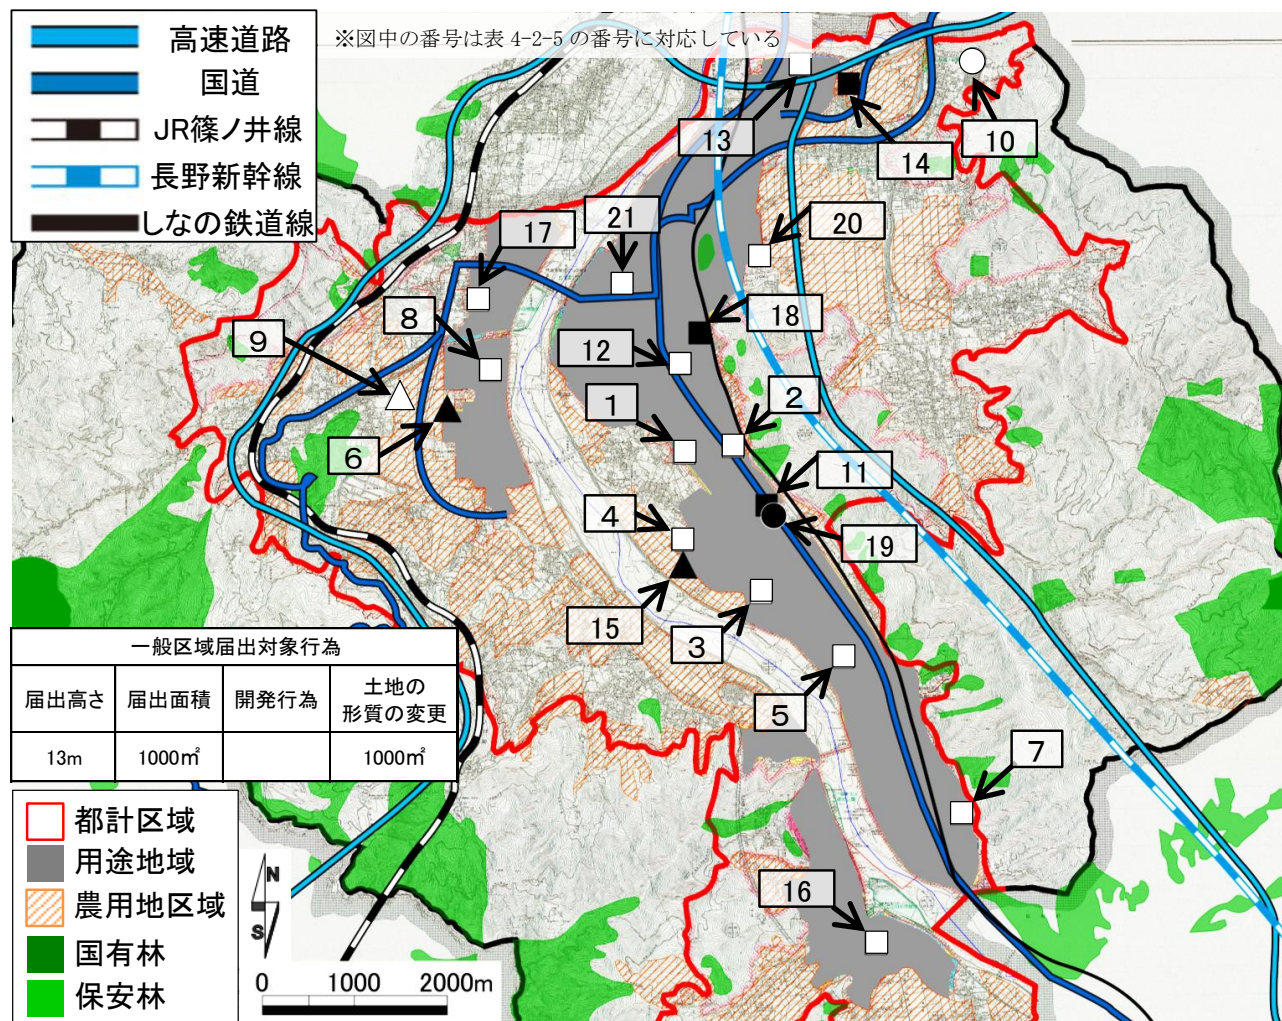 高速道路
※図中の番号は表 4-2-5 の番号に対応している
国道
JR篠ノ井線
長野新幹線
しなの鉄道線
13
14
10
17
21
20
8
18
9
12
1
2
6
11
4
19
15
3
5
7
16
一般区域届出対象行為
届出高さ 届出面積 開発行為 土地の
形質の変更
13m 1000㎡ 1000㎡
都計区域
用途地域
農用地区域
国有林
保安林
N
S
0 1000 2000m